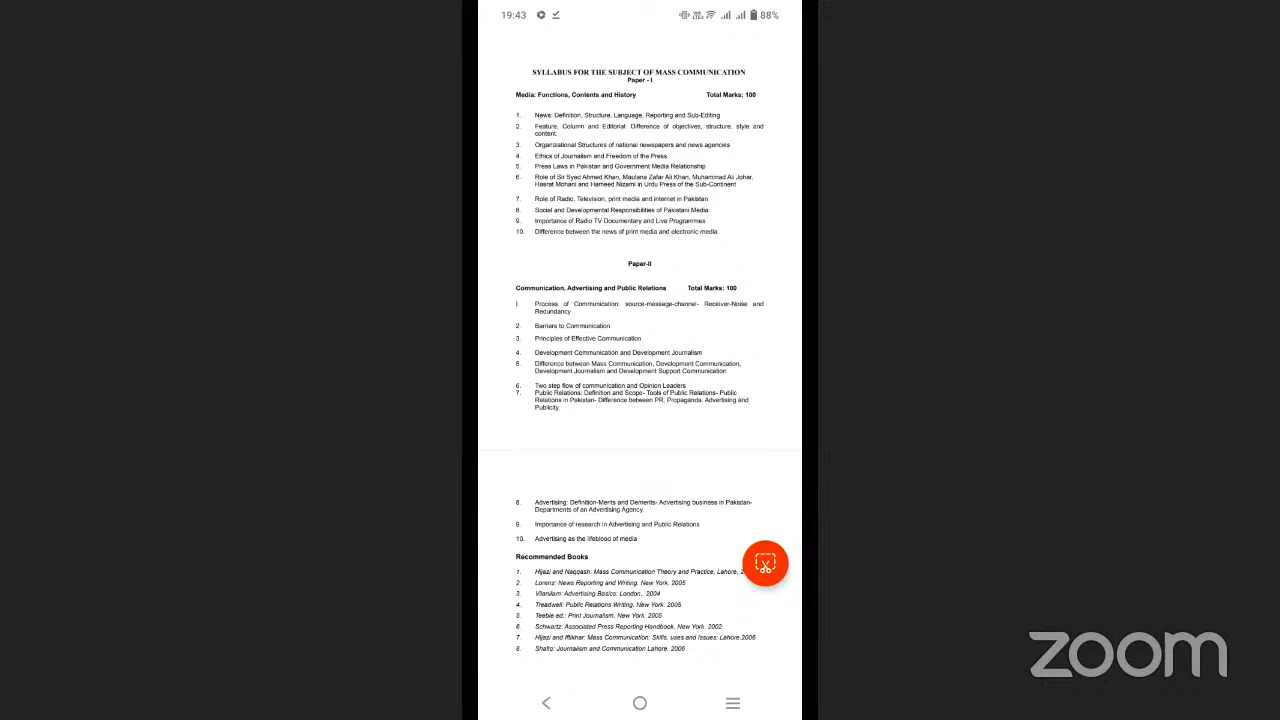 19:43
88%
SYLLABUS FOR THE SUBJECT OF MASS COMMUNICATION
Paper - I
Media: Functions, Contents and History Total Marks: 100
1. News: Definition, Structure, Language, Reporting and Sub-Editing
2. Feature, Column and Editorial: Difference of objectives, structure, style and
content.
3. Organizational Structures of national newspapers and news agencies
4. Ethics of Journalism and Freedom of the Press
5. Press Laws in Pakistan and Government Media Relationship
6. Role of Sir Syed Ahmed Khan, Maulana Zafar Ali Khan, Muhammad Ali Johar,
Hasrat Mohani and Hameed Nizami in Urdu Press of the Sub-Continent
7. Role of Radio, Television, print media and internet in Pakistan
8. Social and Developmental Responsibilities of Pakistani Media
9. Importance of Radio TV Documentary and Live Programmes
10. Difference between the news of print media and electronic media
Paper-II
Communication, Advertising and Public Relations Total Marks: 100
I. Process of Communication: source-message-channel- Receiver-Noise and
Redundancy
2. Barriers to Communication
3. Principles of Effective Communication
4. Development Communication and Development Journalism
5. Difference between Mass Communication, Development Communication,
Development Journalism and Development Support Communication
6. Two step flow of communication and Opinion Leaders
7. Public Relations: Definition and Scope- Tools of Public Relations- Public
Relations in Pakistan- Difference between PR, Propaganda. Advertising and
Publicity.
8. Advertising: Definition-Merits and Demerits- Advertising business in Pakistan-
Departments of an Advertising Agency.
9. Importance of research in Advertising and Public Relations
10. Advertising as the lifeblood of media
Recommended Books
1. Hijazi and Naqqash: Mass Communication Theory and Practice. Lahore, 2
2. Lorenz: News Reporting and Writing. New York. 2005
3. Vilanilam: Advertising Basics: London,. 2004
4. Treadwell: Public Relations Writing. New York. 2005
5. Teebie ed.: Print Journalism. New York. 2005
6. Schwartz: Associated Press Reporting Handbook. New York. 2002
7. Hijazi and Iftikhar: Mass Communication: Skills, uses and Issues: Lahore.2006
8. Shafiq: Journalism and Communication Lahore. 2006
zoom